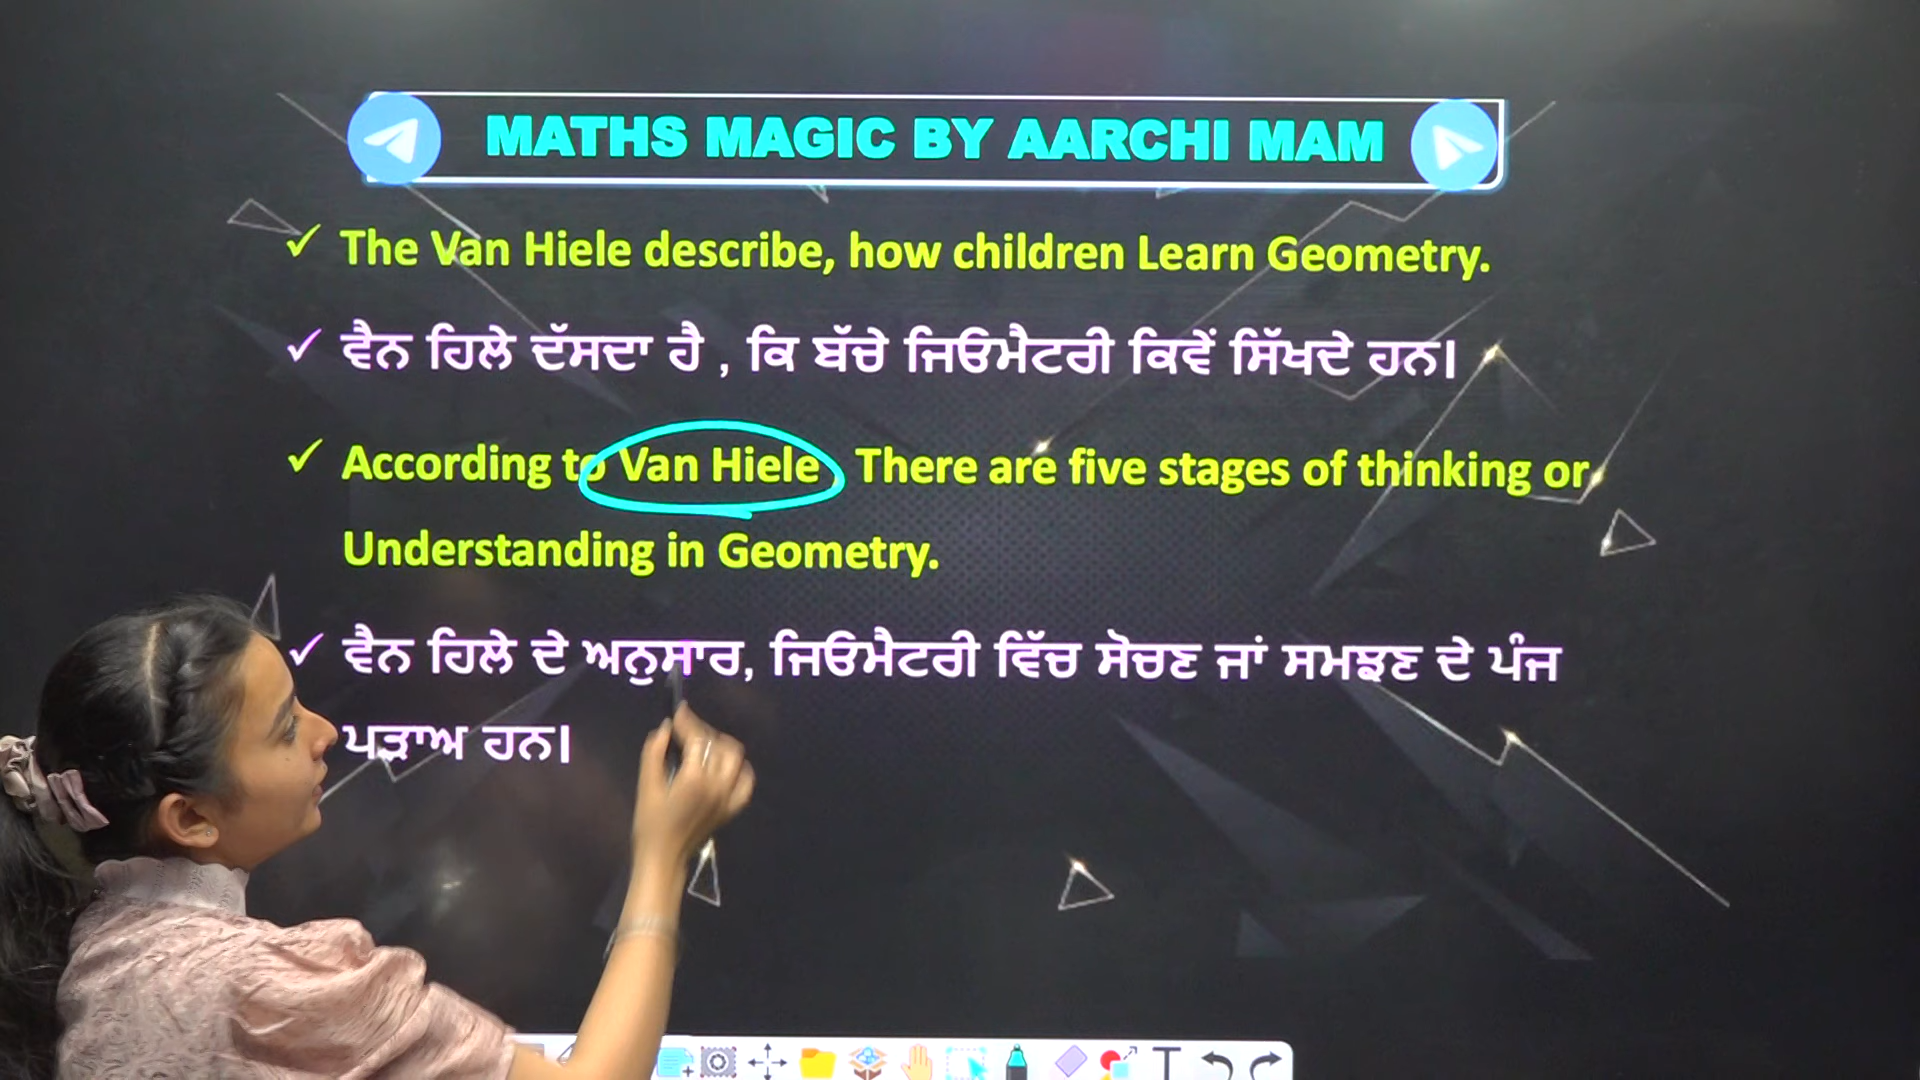 MATHS MAGIC BY AARCHI MAM
✓ The Van Hiele describe, how children Learn Geometry.
✓ ਵੈਨ ਹਿਲੇ ਦੱਸਦਾ ਹੈ , ਕਿ ਬੱਚੇ ਜਿਓਮੈਟਰੀ ਕਿਵੇਂ ਸਿੱਖਦੇ ਹਨ।
✓ According to Van Hiele , There are five stages of thinking or
Understanding in Geometry.
✓ ਵੈਨ ਹਿਲੇ ਦੇ ਅਨੁਸਾਰ, ਜਿਓਮੈਟਰੀ ਵਿੱਚ ਸੋਚਣ ਜਾਂ ਸਮਝਣ ਦੇ ਪੰਜ
ਪੜਾਅ ਹਨ।